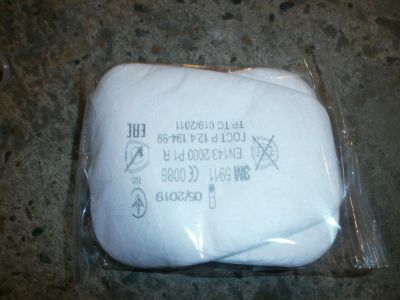 05/2019
3M 5911 CE 0086
EN143:2000 P1 R
ГОСТ Р 12.4.194-99
ТР ТС 019/2011
EAC